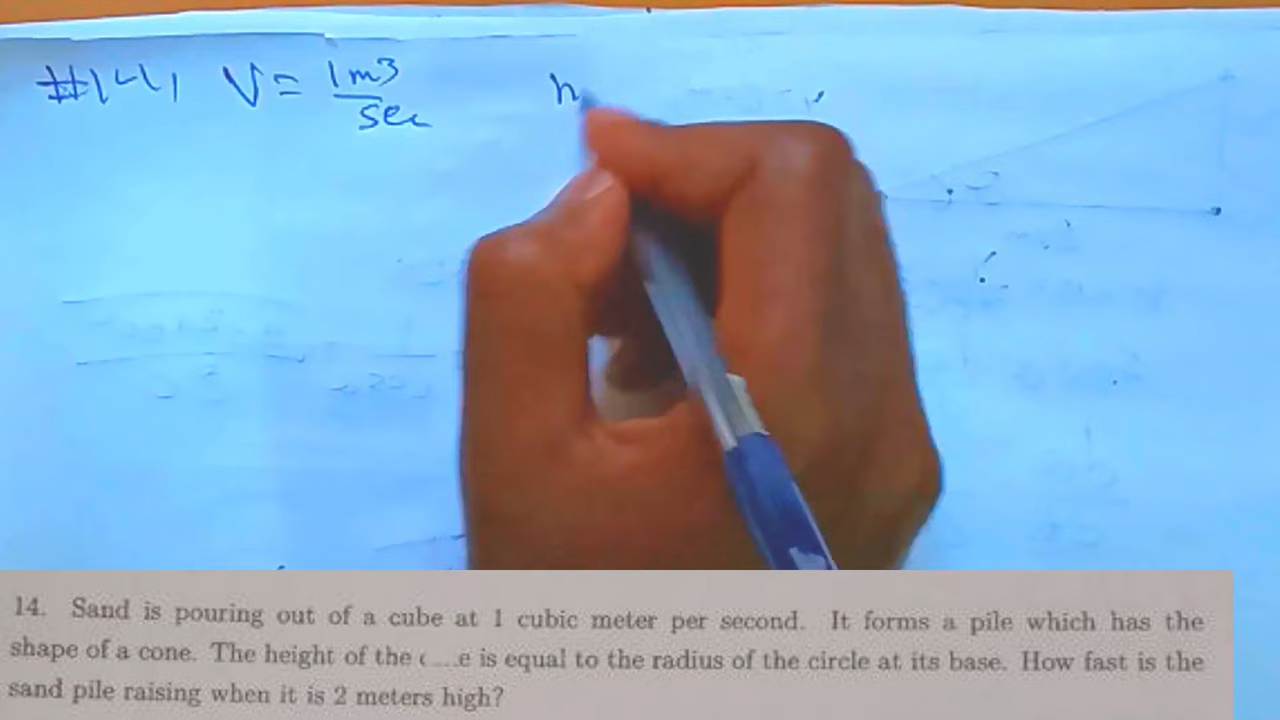 #14, V = 1m3
sec
h
14. Sand is pouring out of a cube at 1 cubic meter per second. It forms a pile which has the
shape of a cone. The height of the is equal to the radius of the circle at its base. How fast is the
sand pile raising when it is 2 meters high?